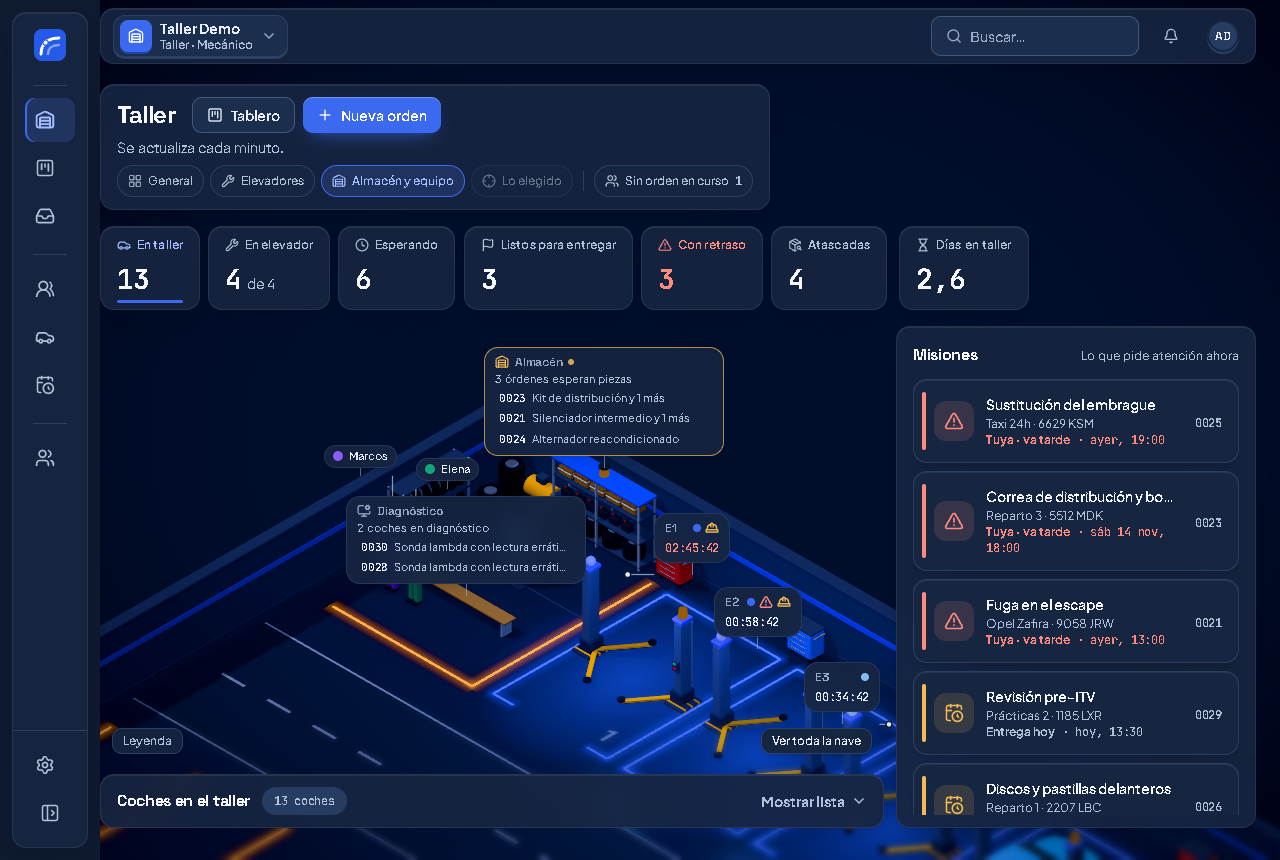 Taller Demo
Taller · Mecánico
Buscar...
AD
Taller
Tablero
Nueva orden
Se actualiza cada minuto.
General
Elevadores
Almacén y equipo
Lo elegido
Sin orden en curso 1
En taller
13
En elevador
4 de 4
Esperando
6
Listos para entregar
3
Con retraso
3
Atascadas
4
Días en taller
2,6
Almacén
3 órdenes esperan piezas
0023 Kit de distribución y 1 más
0021 Silenciador intermedio y 1 más
0024 Alternador reacondicionado
Marcos
Elena
Diagnóstico
2 coches en diagnóstico
0030 Sonda lambda con lectura erráti...
0028 Sonda lambda con lectura erráti...
E1
02:45:42
E2
00:58:42
E3
00:34:42
1
Leyenda
Ver toda la nave
Coches en el taller
13 coches
Mostrar lista
Misiones
Lo que pide atención ahora
Sustitución del embrague
Taxi 24h · 6629 KSM
Tuya · va tarde · ayer, 19:00
0025
Correa de distribución y bo...
Reparto 3 · 5512 MDK
Tuya · va tarde · sáb 14 nov,
18:00
0023
Fuga en el escape
Opel Zafira · 9058 JRW
Tuya · va tarde · ayer, 13:00
0021
Revisión pre-ITV
Prácticas 2 · 1185 LXR
Entrega hoy · hoy, 13:30
0029
Discos y pastillas delanteros
Reparto 1 · 2207 LBC
0026